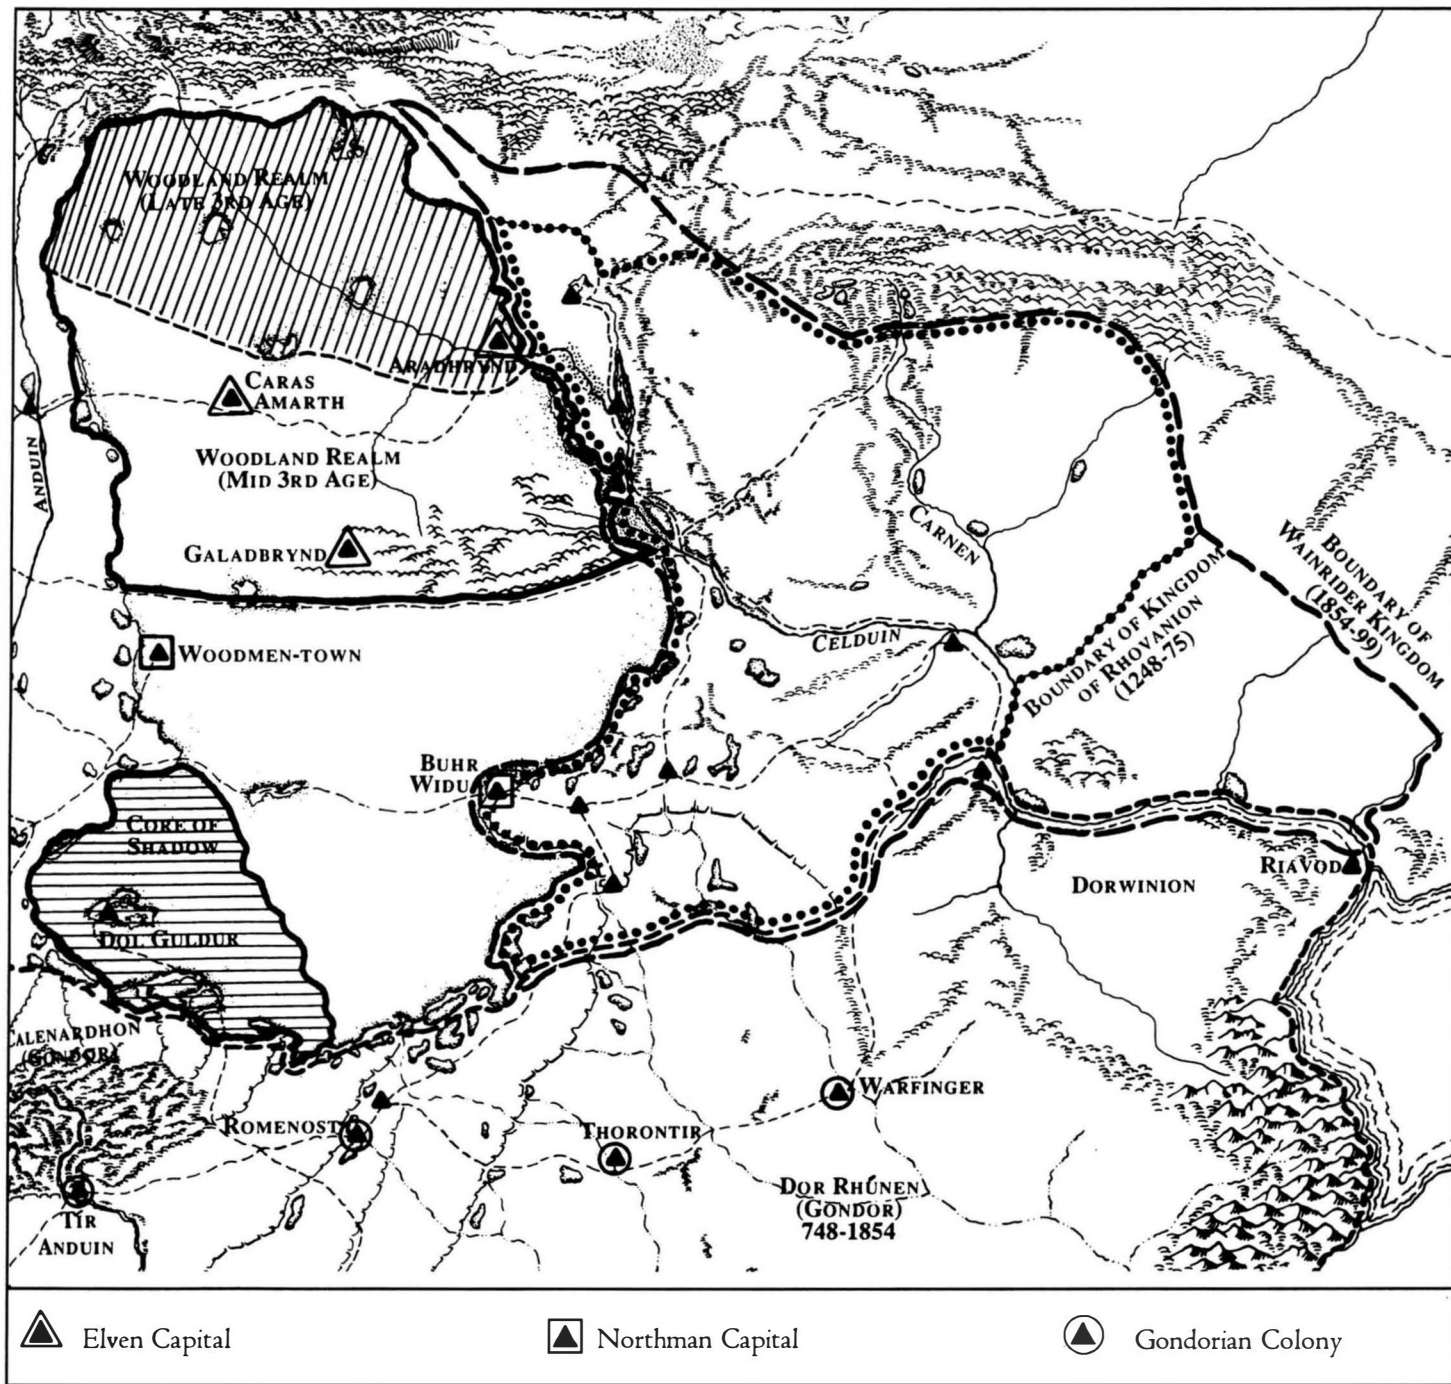 WOODLAND REALM
(LATE 3RD AGE)
ARADHRYND
CARAS
AMARTH
ANDUIN
WOODLAND REALM
(MID 3RD AGE)
GALADBRYND
CARNEN
BOUNDARY OF
WAINRIDER KINGDOM
(1854-99)
BOUNDARY OF KINGDOM
OF RHOVANION
(1248-75)
CELDUIN
WOODMEN-TOWN
BUHR
WIDU
CORE OF
SHADOW
DOL GULDUR
RIAVOD
DORWINION
ALENARDHON
(GONDOR)
WARFINGER
ROMENOST
THORONTIR
DOR RHÚNEN
(GONDOR)
748-1854
TIR
ANDUIN
Elven Capital
Northman Capital
Gondorian Colony